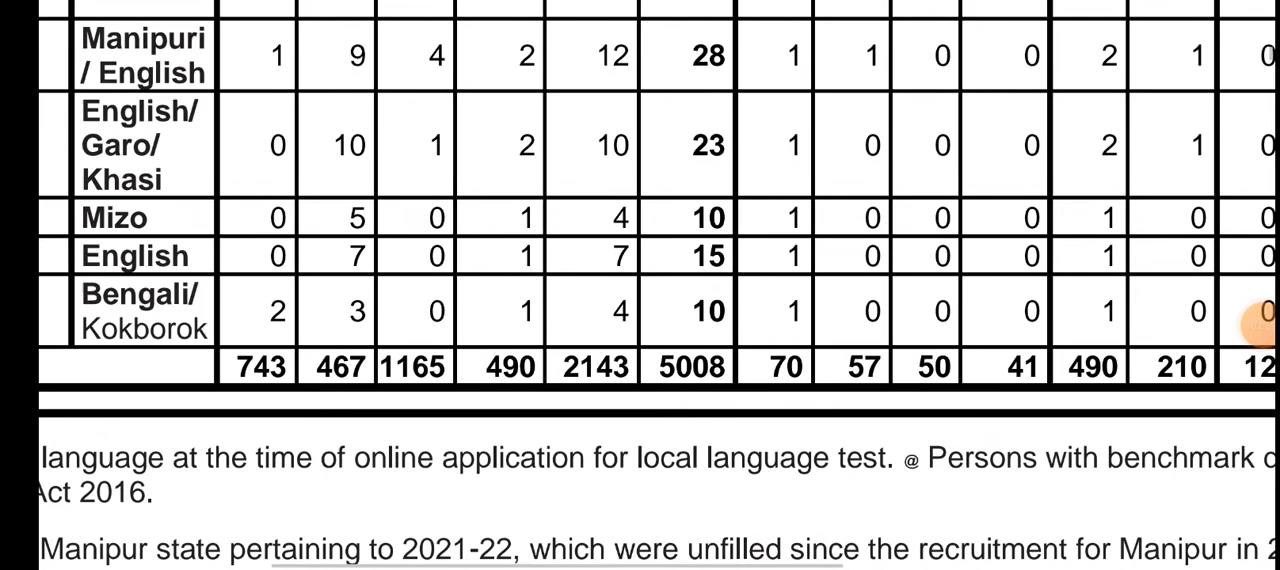 Manipuri / English 1 9 4 2 12 28 1 1 0 0 2 1 0
English/ Garo/ Khasi 0 10 1 2 10 23 1 0 0 0 2 1 0
Mizo 0 5 0 1 4 10 1 0 0 0 1 0 0
English 0 7 0 1 7 15 1 0 0 0 1 0 0
Bengali/ Kokborok 2 3 0 1 4 10 1 0 0 0 1 0 0
743 467 1165 490 2143 5008 70 57 50 41 490 210 12
language at the time of online application for local language test. @ Persons with benchmark
Act 2016.
Manipur state pertaining to 2021-22, which were unfilled since the recruitment for Manipur in 2